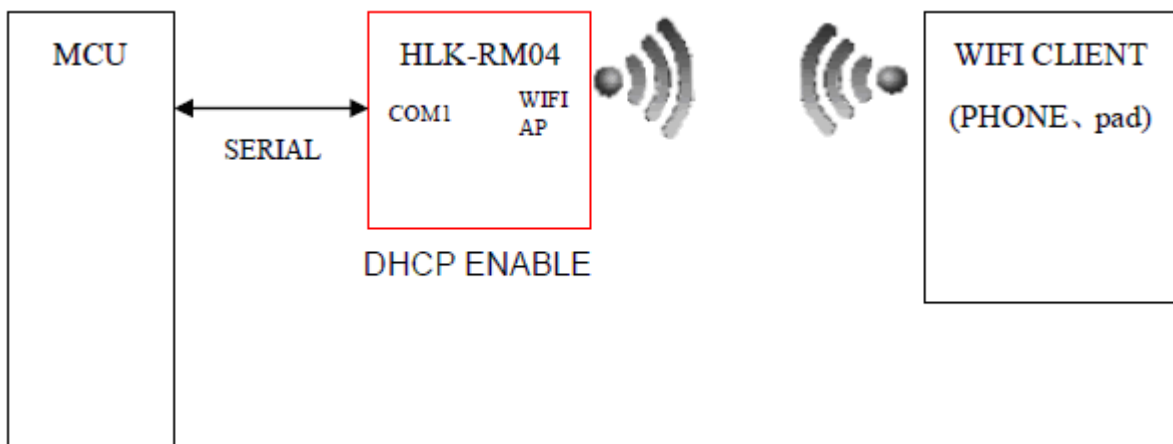 MCU
SERIAL
HLK-RM04
COM1
WIFI
AP
DHCP ENABLE
WIFI CLIENT
(PHONE、pad)